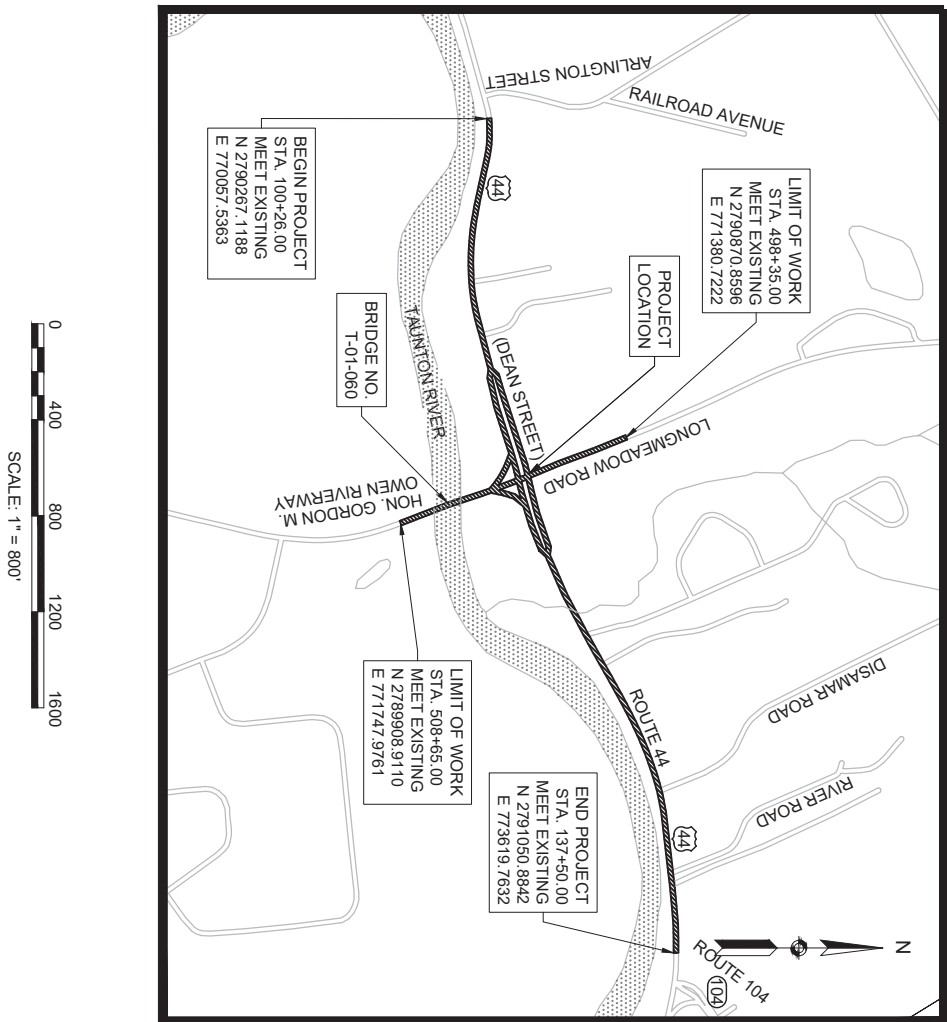 ARLINGTON STREET
RAILROAD AVENUE
LIMIT OF WORK
STA. 498+35.00
MEET EXISTING
N 2790870.8596
E 771380.7222
PROJECT
LOCATION
LONGMEADOW ROAD
DISAMAR ROAD
RIVER ROAD
N
ROUTE 104
104
44
(DEAN STREET)
ROUTE 44
44
BEGIN PROJECT
STA. 100+26.00
MEET EXISTING
N 2790267.1188
E 770057.5363
TAUNTON RIVER
BRIDGE NO.
T-01-060
HON. GORDON M.
OWEN RIVERWAY
LIMIT OF WORK
STA. 508+65.00
MEET EXISTING
N 2789908.9110
E 771747.9761
END PROJECT
STA. 137+50.00
MEET EXISTING
N 2791050.8842
E 773619.7632
0 400 800 1200 1600
SCALE: 1" = 800'